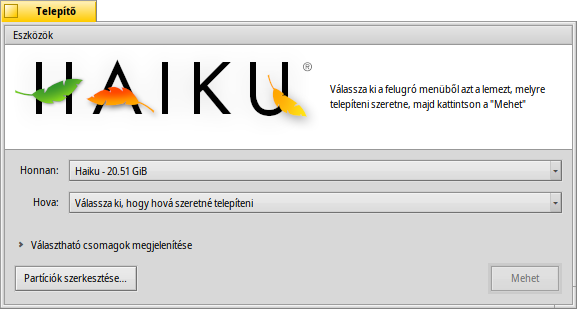 Telepítő
Eszközök
HAIKU®
Válassza ki a felugró menüből azt a lemezt, melyre
telepíteni szeretne, majd kattintson a "Mehet"
Honnan: Haiku - 20.51 GiB
Hova: Válassza ki, hogy hová szeretné telepíteni
Választható csomagok megjelenítése
Partíciók szerkesztése...
Mehet